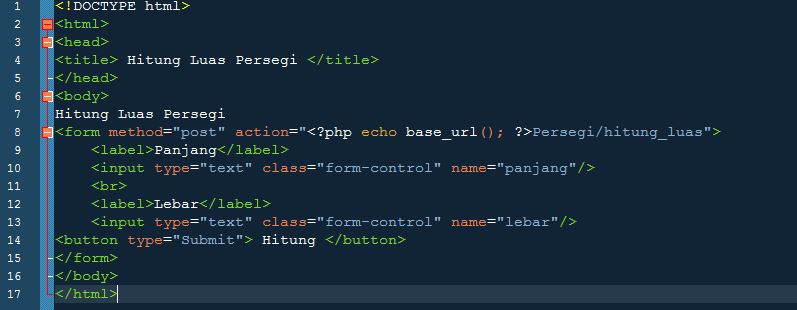 1 <!DOCTYPE html>
2 <html>
3 <head>
4 <title> Hitung Luas Persegi </title>
5 </head>
6 <body>
7 Hitung Luas Persegi
8 <form method="post" action="<?php echo base_url(); ?>Persegi/hitung_luas">
9     <label>Panjang</label>
10     <input type="text" class="form-control" name="panjang"/>
11     <br>
12     <label>Lebar</label>
13     <input type="text" class="form-control" name="lebar"/>
14 <button type="Submit"> Hitung </button>
15 </form>
16 </body>
17 </html>